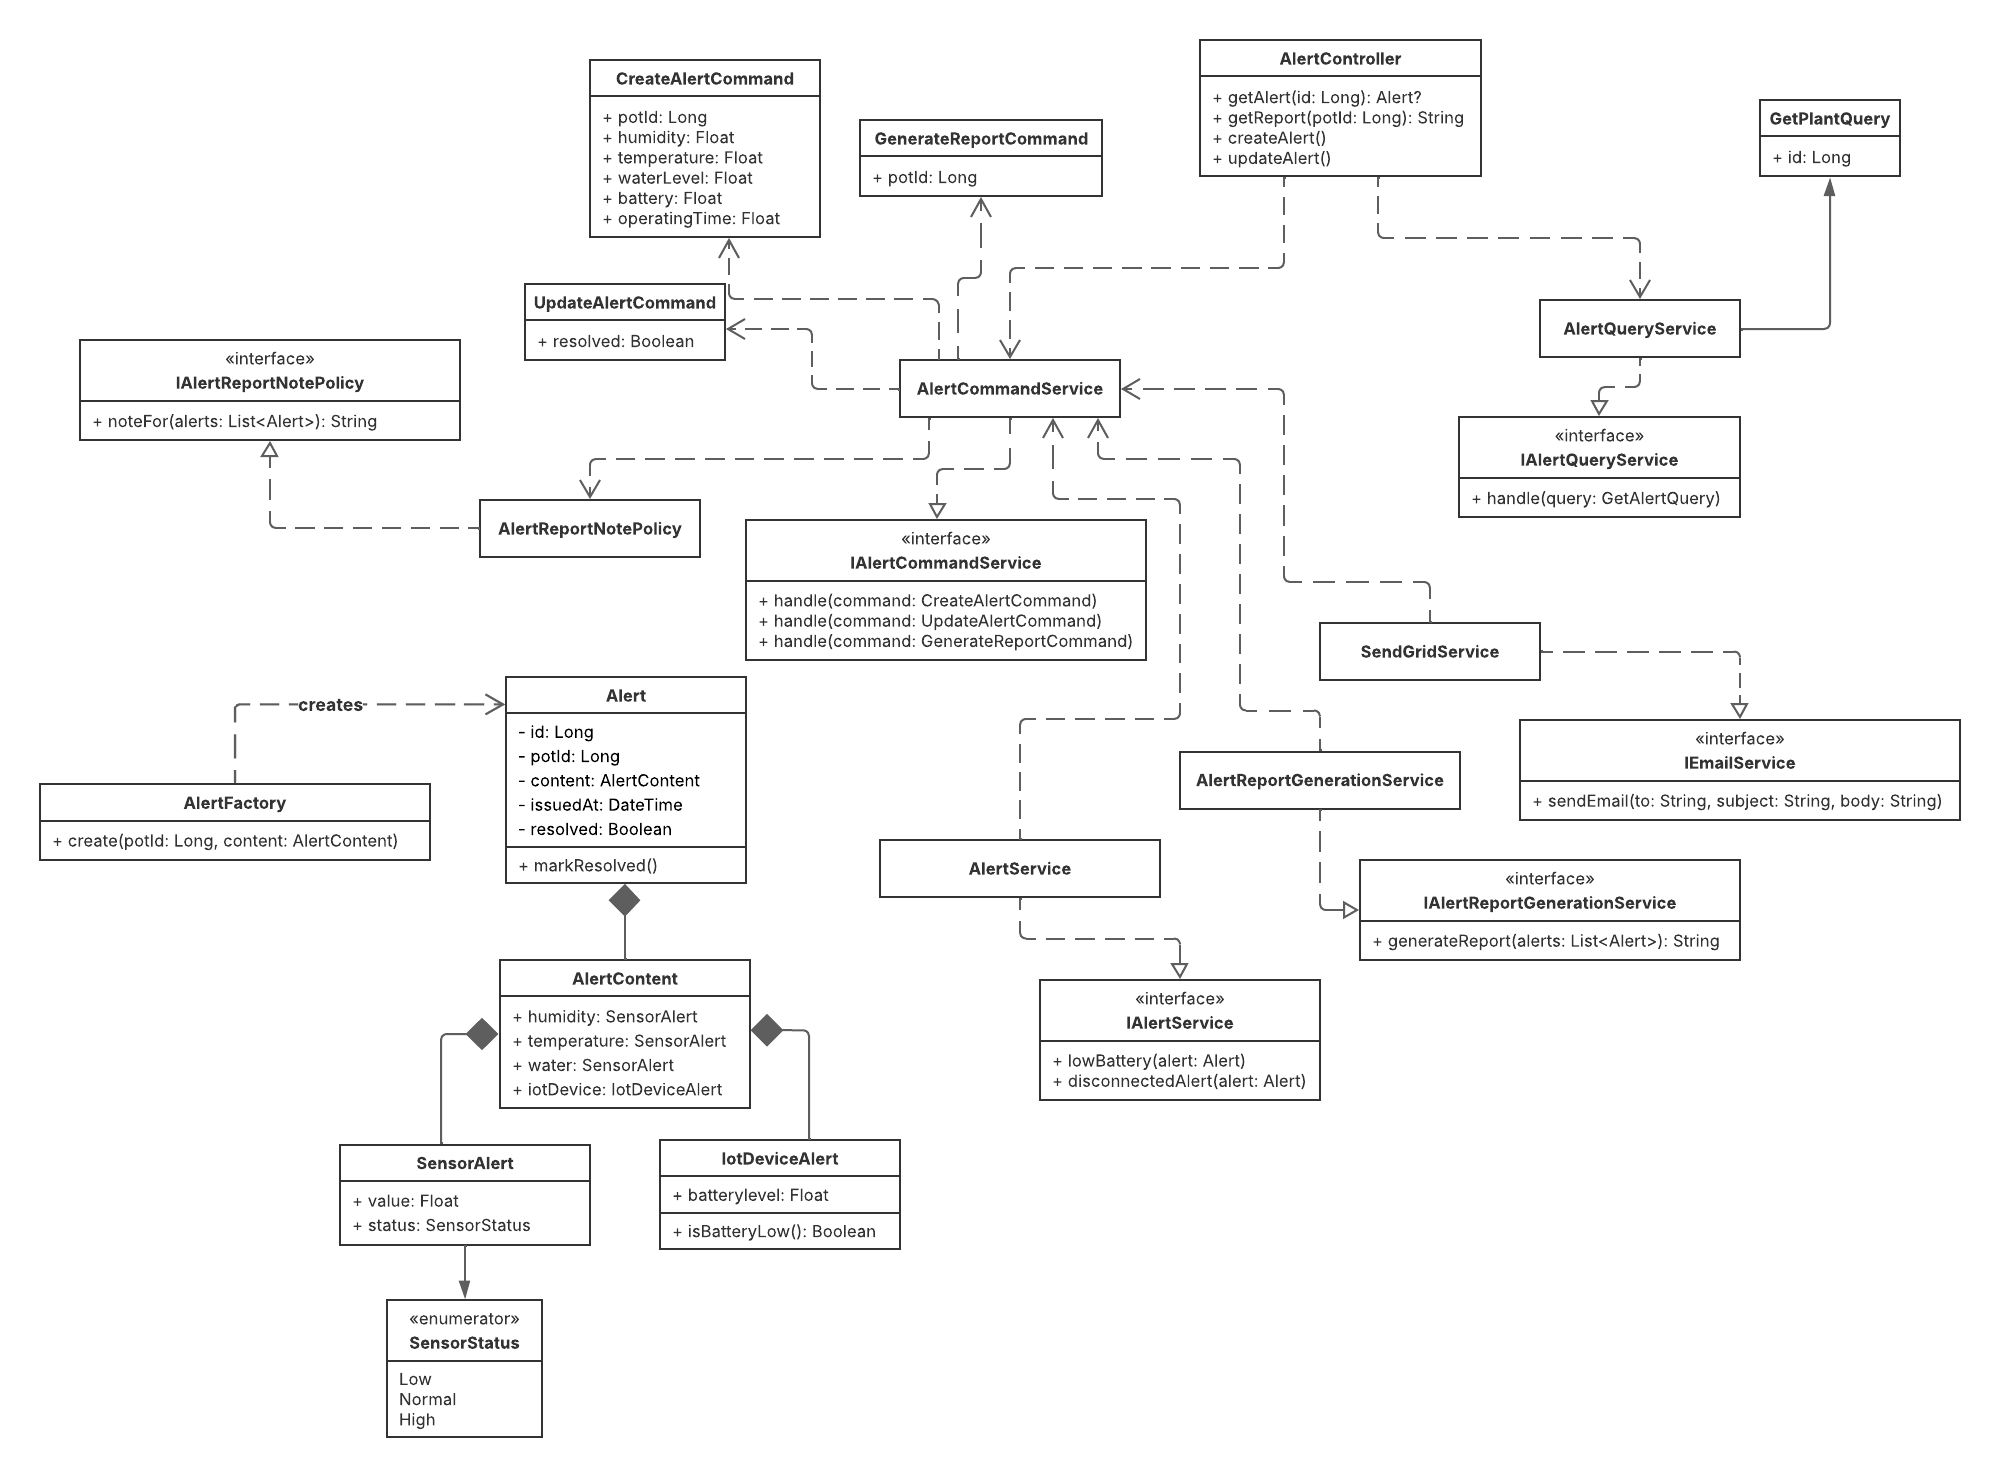 CreateAlertCommand
+ potId: Long
+ humidity: Float
+ temperature: Float
+ waterLevel: Float
+ battery: Float
+ operatingTime: Float
GenerateReportCommand
+ potId: Long
AlertController
+ getAlert(id: Long): Alert?
+ getReport(potId: Long): String
+ createAlert()
+ updateAlert()
GetPlantQuery
+ id: Long
UpdateAlertCommand
+ resolved: Boolean
«interface»
IAlertReportNotePolicy
+ noteFor(alerts: List<Alert>): String
AlertCommandService
AlertQueryService
«interface»
IAlertQueryService
+ handle(query: GetAlertQuery)
AlertReportNotePolicy
«interface»
IAlertCommandService
+ handle(command: CreateAlertCommand)
+ handle(command: UpdateAlertCommand)
+ handle(command: GenerateReportCommand)
SendGridService
«interface»
IEmailService
+ sendEmail(to: String, subject: String, body: String)
creates
Alert
- id: Long
- potId: Long
- content: AlertContent
- issuedAt: DateTime
- resolved: Boolean
+ markResolved()
AlertFactory
+ create(potId: Long, content: AlertContent)
AlertReportGenerationService
AlertService
«interface»
IAlertReportGenerationService
+ generateReport(alerts: List<Alert>): String
«interface»
IAlertService
+ lowBattery(alert: Alert)
+ disconnectedAlert(alert: Alert)
AlertContent
+ humidity: SensorAlert
+ temperature: SensorAlert
+ water: SensorAlert
+ iotDevice: IotDeviceAlert
SensorAlert
+ value: Float
+ status: SensorStatus
IotDeviceAlert
+ batterylevel: Float
+ isBatteryLow(): Boolean
«enumerator»
SensorStatus
Low
Normal
High